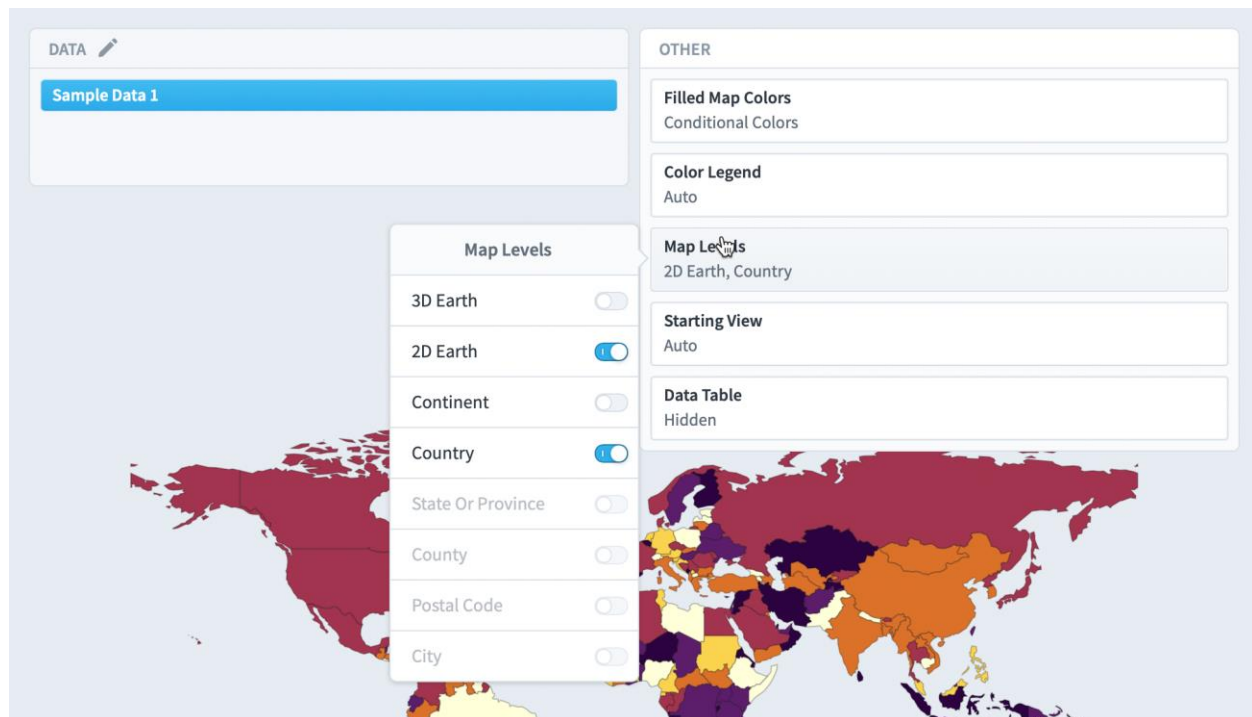 DATA
Sample Data 1
OTHER
Filled Map Colors
Conditional Colors
Color Legend
Auto
Map Levels
2D Earth, Country
Starting View
Auto
Data Table
Hidden
Map Levels
3D Earth
2D Earth
Continent
Country
State Or Province
County
Postal Code
City